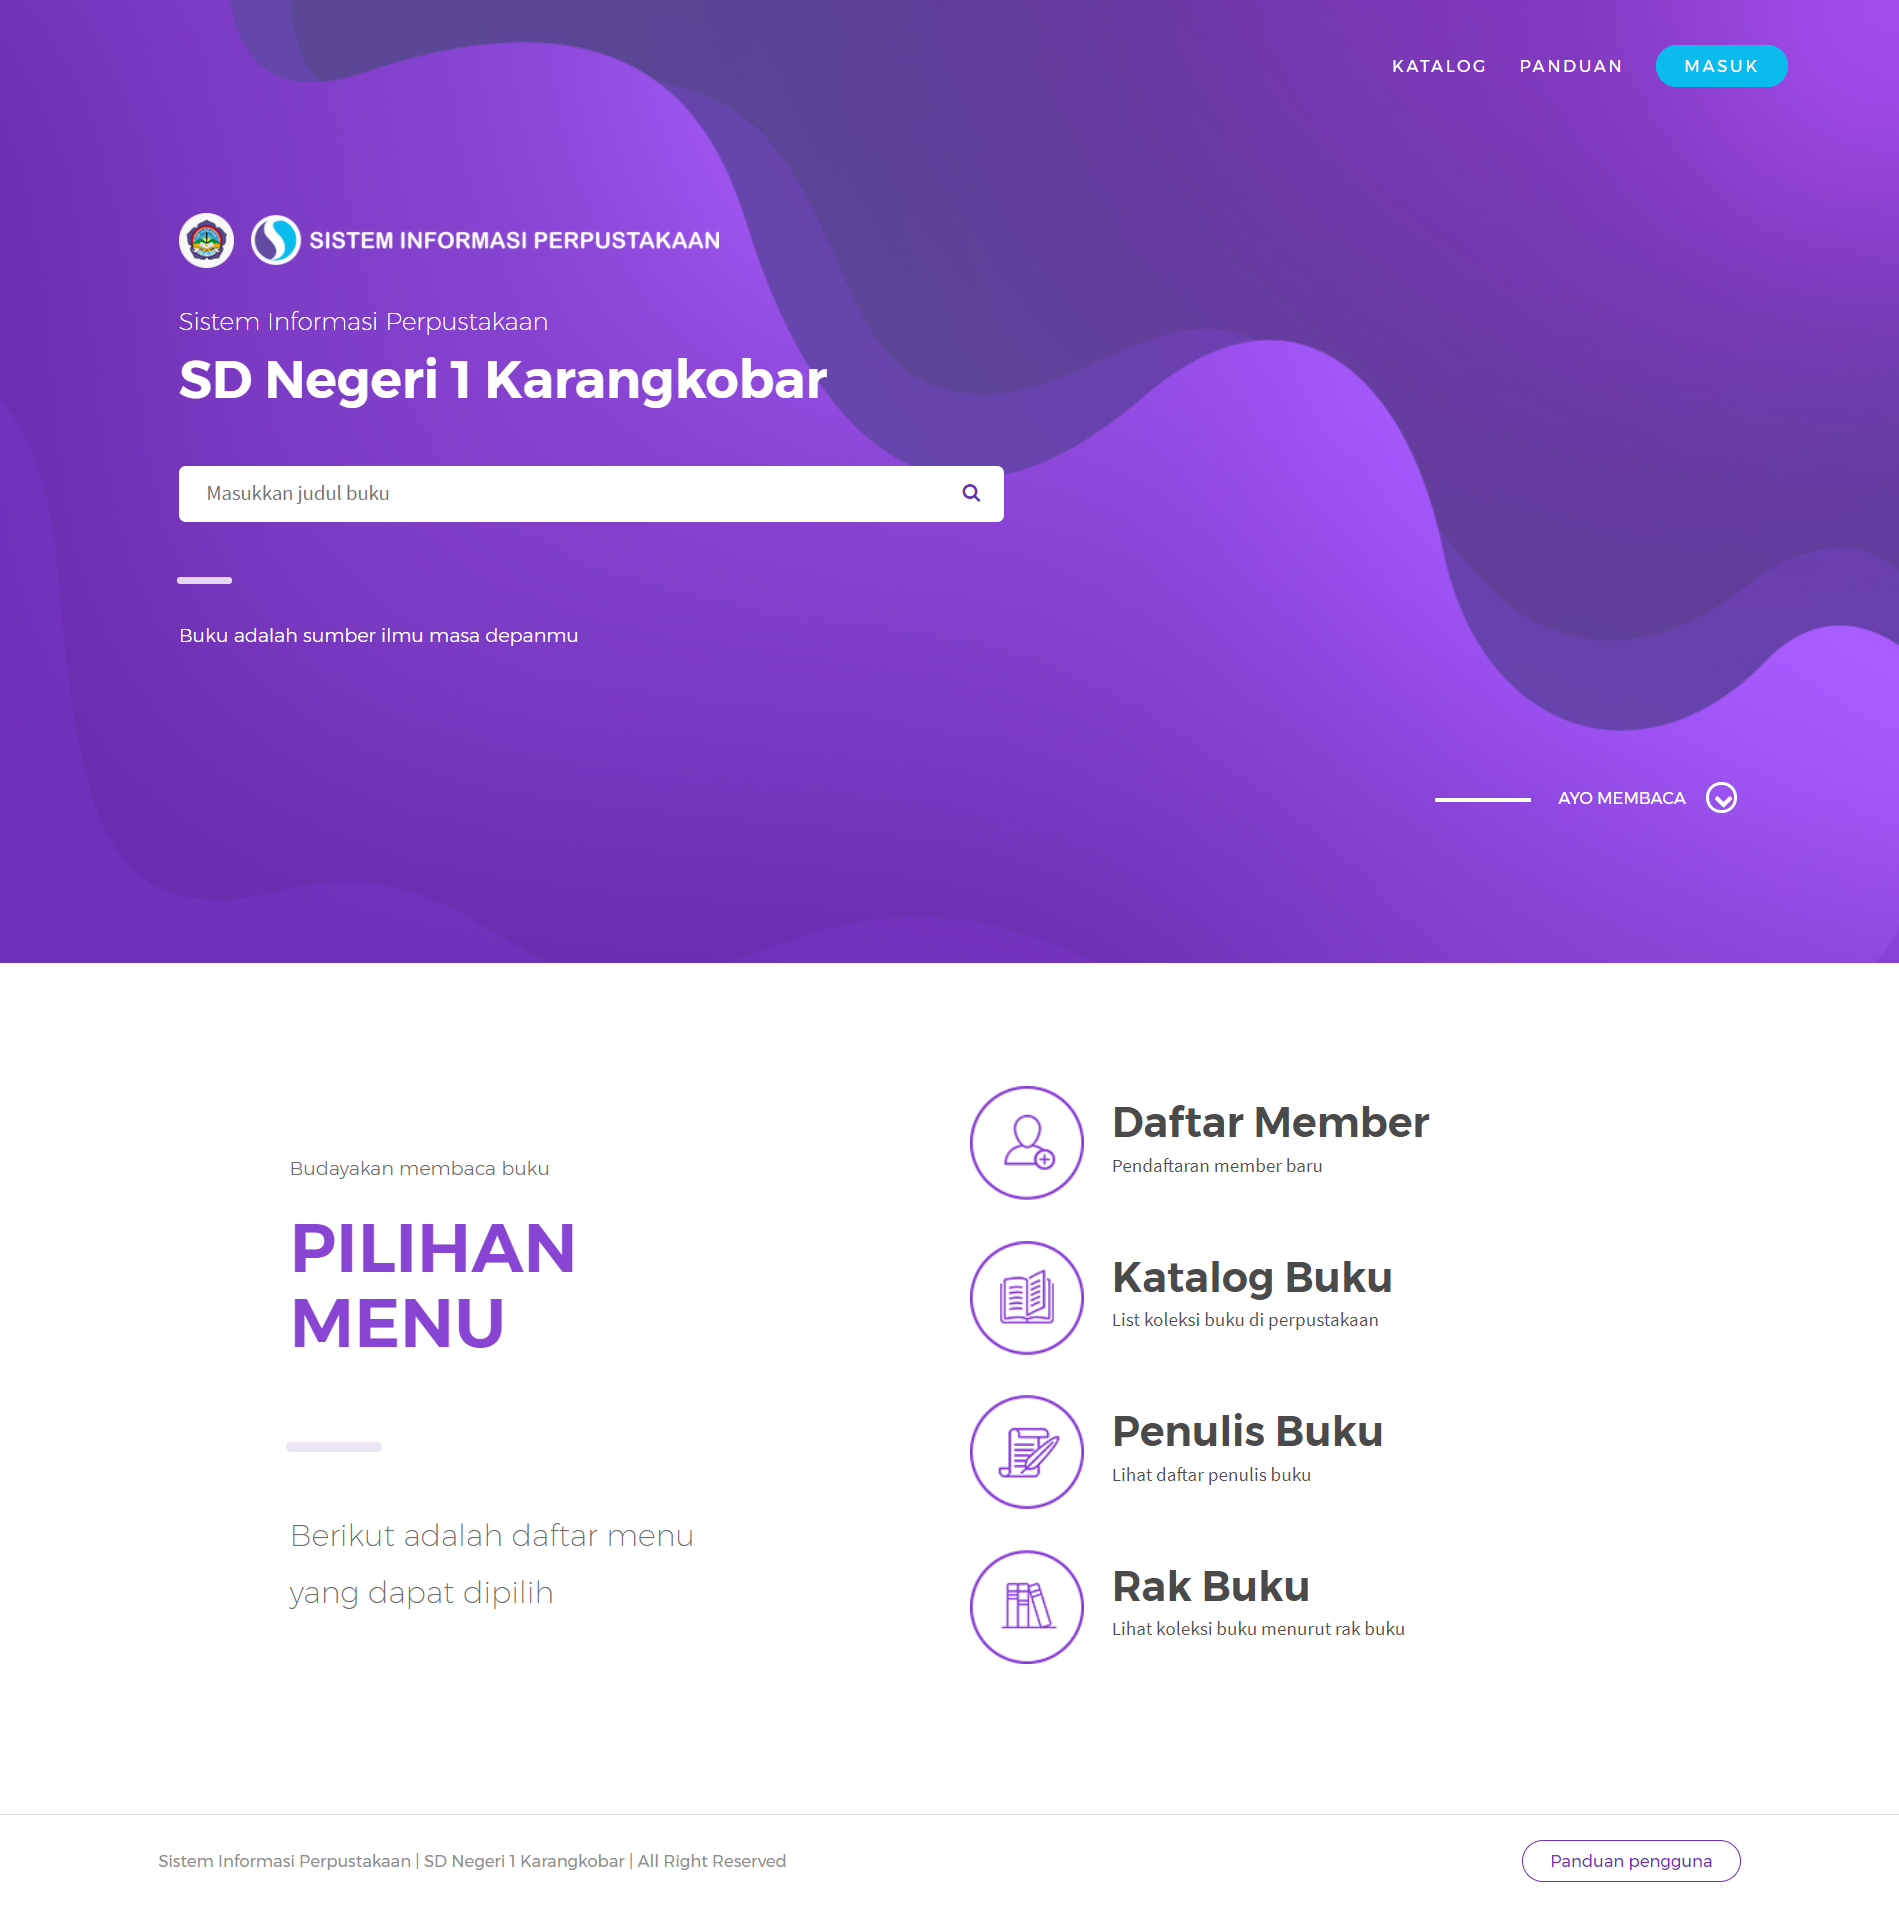 KATALOG
PANDUAN
MASUK
SISTEM INFORMASI PERPUSTAKAAN
Sistem Informasi Perpustakaan
SD Negeri 1 Karangkobar
Masukkan judul buku
Buku adalah sumber ilmu masa depanmu
AYO MEMBACA
Budayakan membaca buku
PILIHAN
MENU
Berikut adalah daftar menu
yang dapat dipilih
Daftar Member
Pendaftaran member baru
Katalog Buku
List koleksi buku di perpustakaan
Penulis Buku
Lihat daftar penulis buku
Rak Buku
Lihat koleksi buku menurut rak buku
Sistem Informasi Perpustakaan | SD Negeri 1 Karangkobar | All Right Reserved
Panduan pengguna